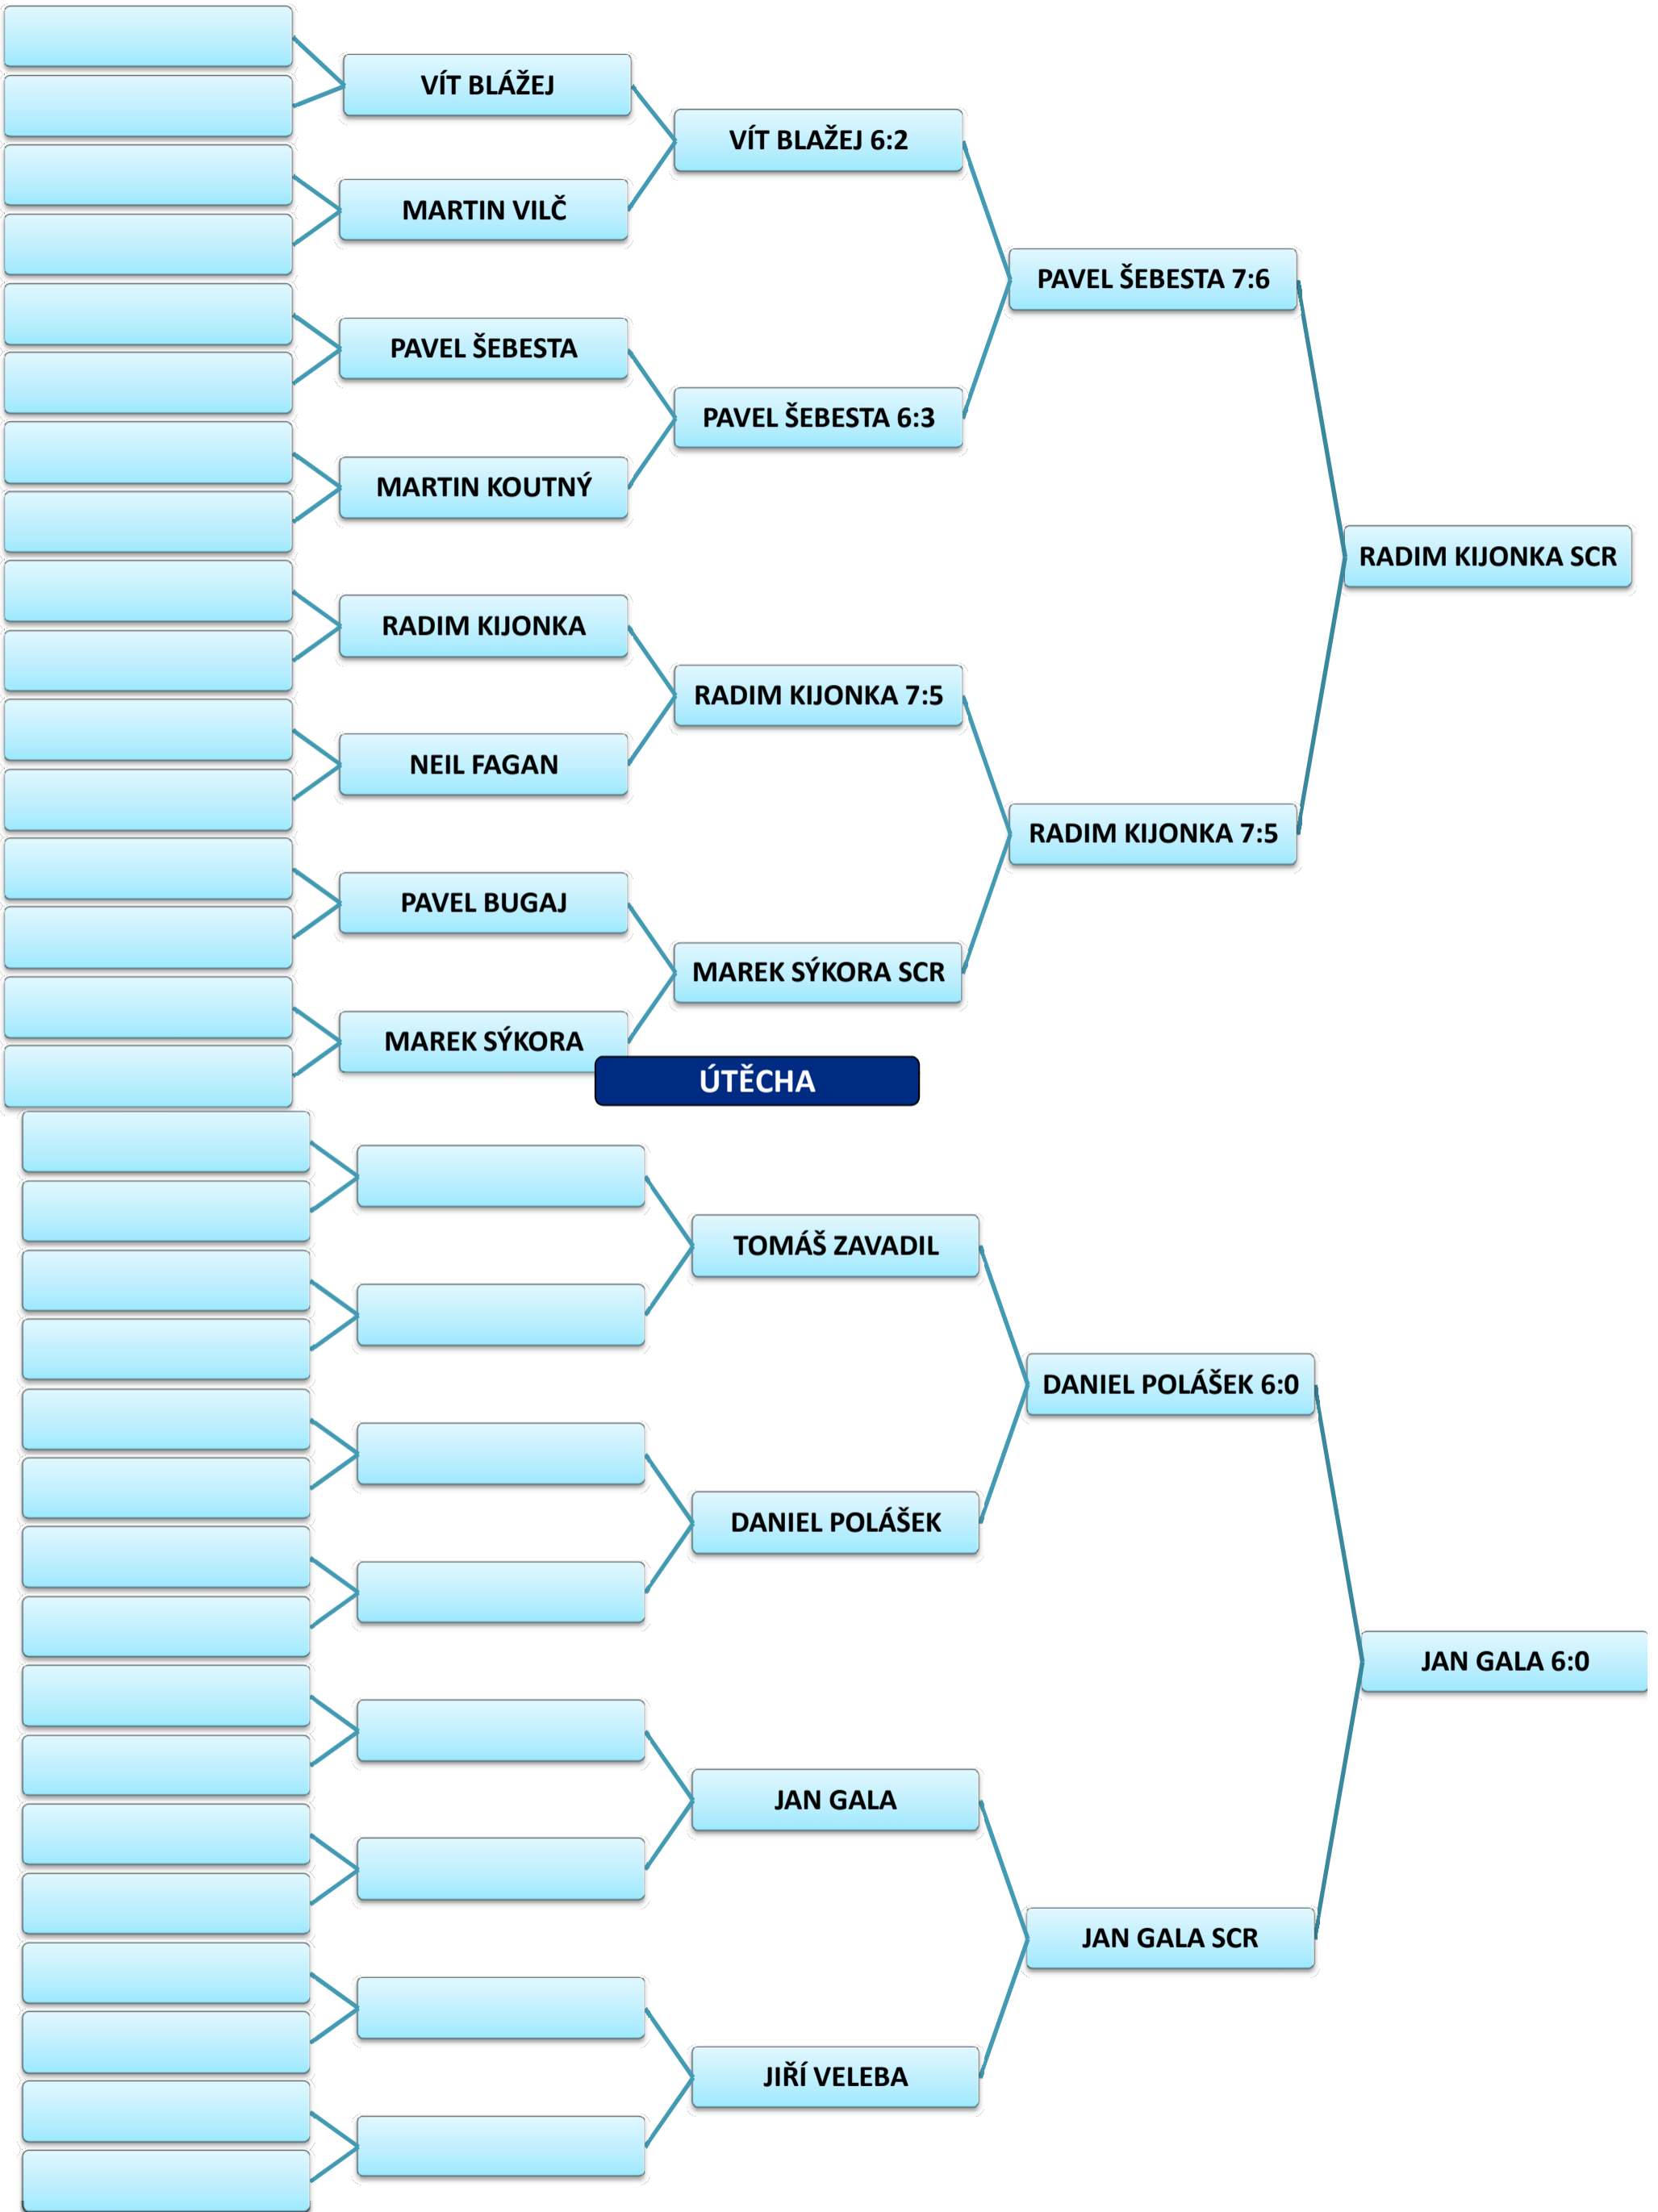 VÍT BLÁŽEJ
VÍT BLAŽEJ 6:2
MARTIN VILČ
PAVEL ŠEBESTA 7:6
PAVEL ŠEBESTA
PAVEL ŠEBESTA 6:3
MARTIN KOUTNÝ
RADIM KIJONKA SCR
RADIM KIJONKA
RADIM KIJONKA 7:5
NEIL FAGAN
RADIM KIJONKA 7:5
PAVEL BUGAJ
MAREK SÝKORA SCR
MAREK SÝKORA
ÚTĚCHA
TOMÁŠ ZAVADIL
DANIEL POLÁŠEK 6:0
DANIEL POLÁŠEK
JAN GALA 6:0
JAN GALA
JAN GALA SCR
JIŘÍ VELEBA